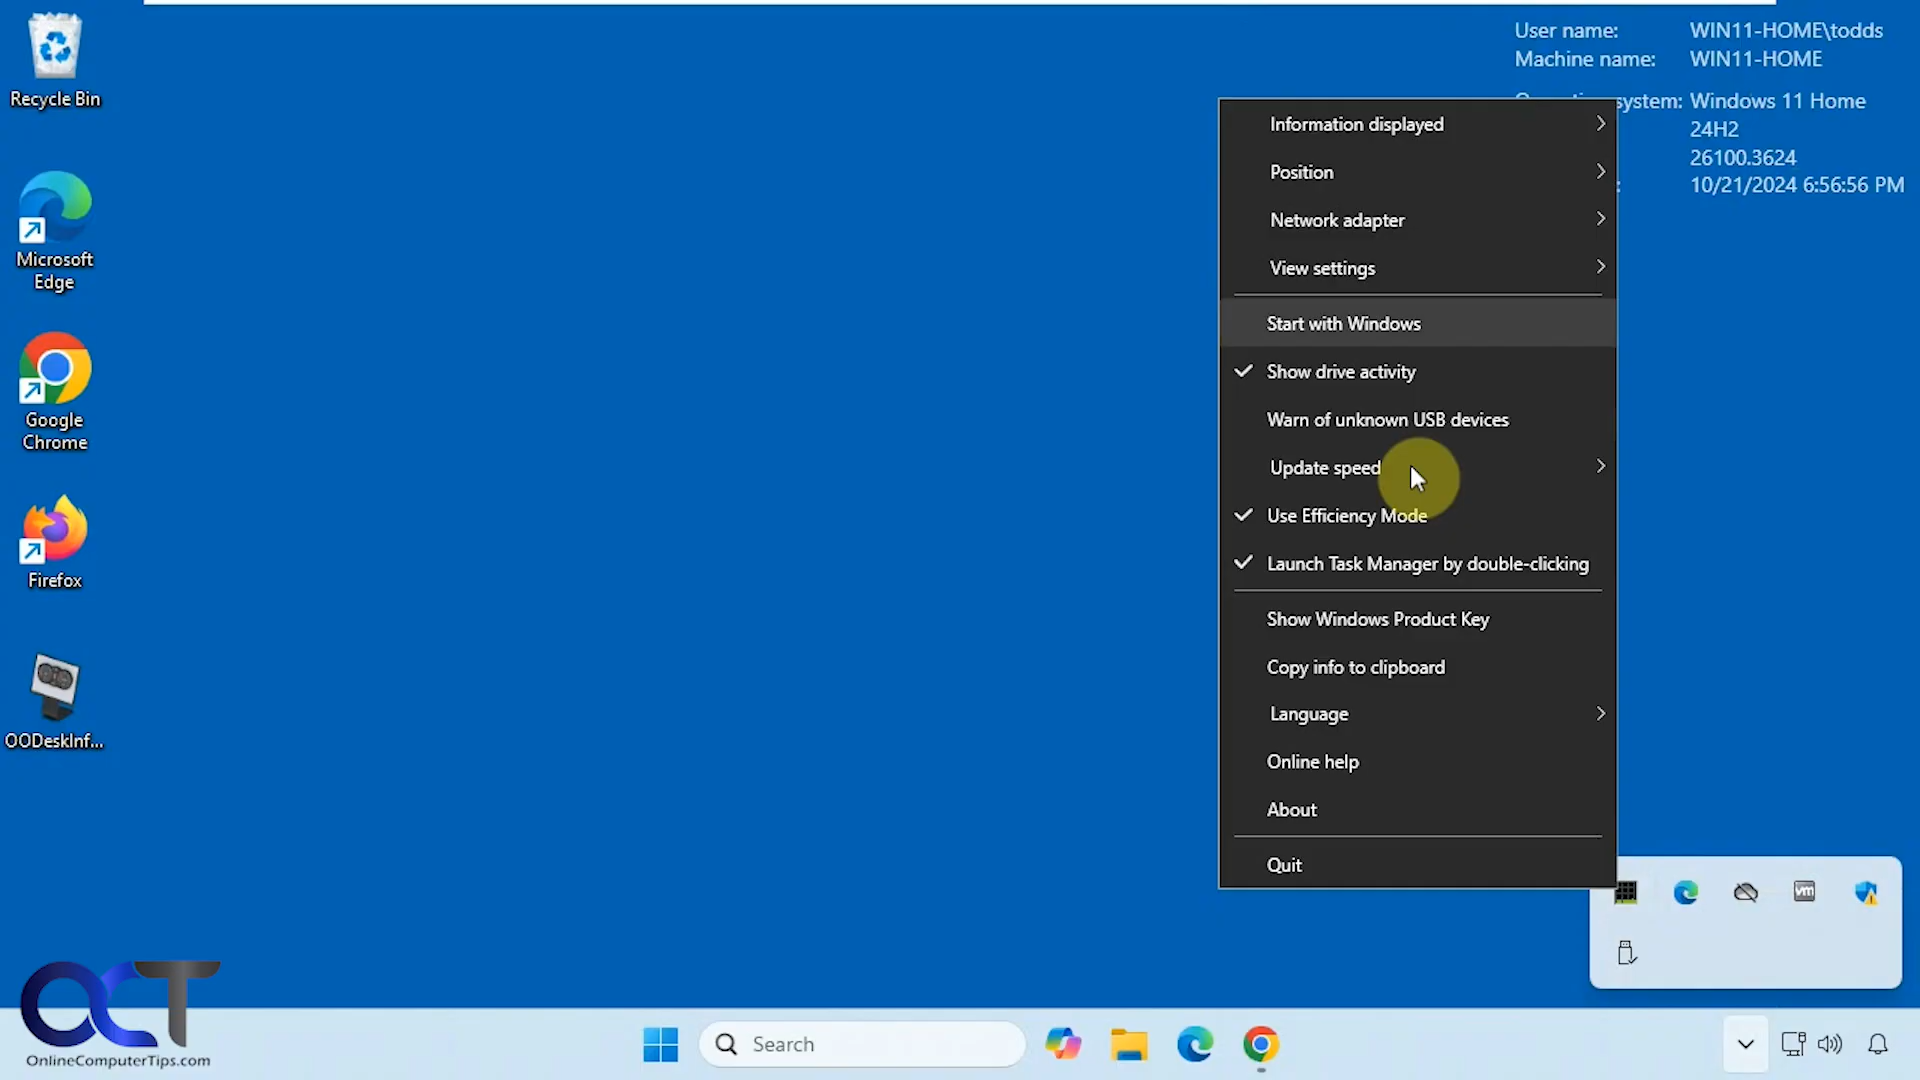 User name: WIN11-HOME\todds
Machine name: WIN11-HOME
system: Windows 11 Home
24H2
26100.3624
: 10/21/2024 6:56:56 PM
Recycle Bin
Microsoft
Edge
Google
Chrome
Firefox
OODeskInf...
Information displayed
Position
Network adapter
View settings
Start with Windows
Show drive activity
Warn of unknown USB devices
Update speed
Use Efficiency Mode
Launch Task Manager by double-clicking
Show Windows Product Key
Copy info to clipboard
Language
Online help
About
Quit
vm
OCT
OnlineComputerTips.com
Search